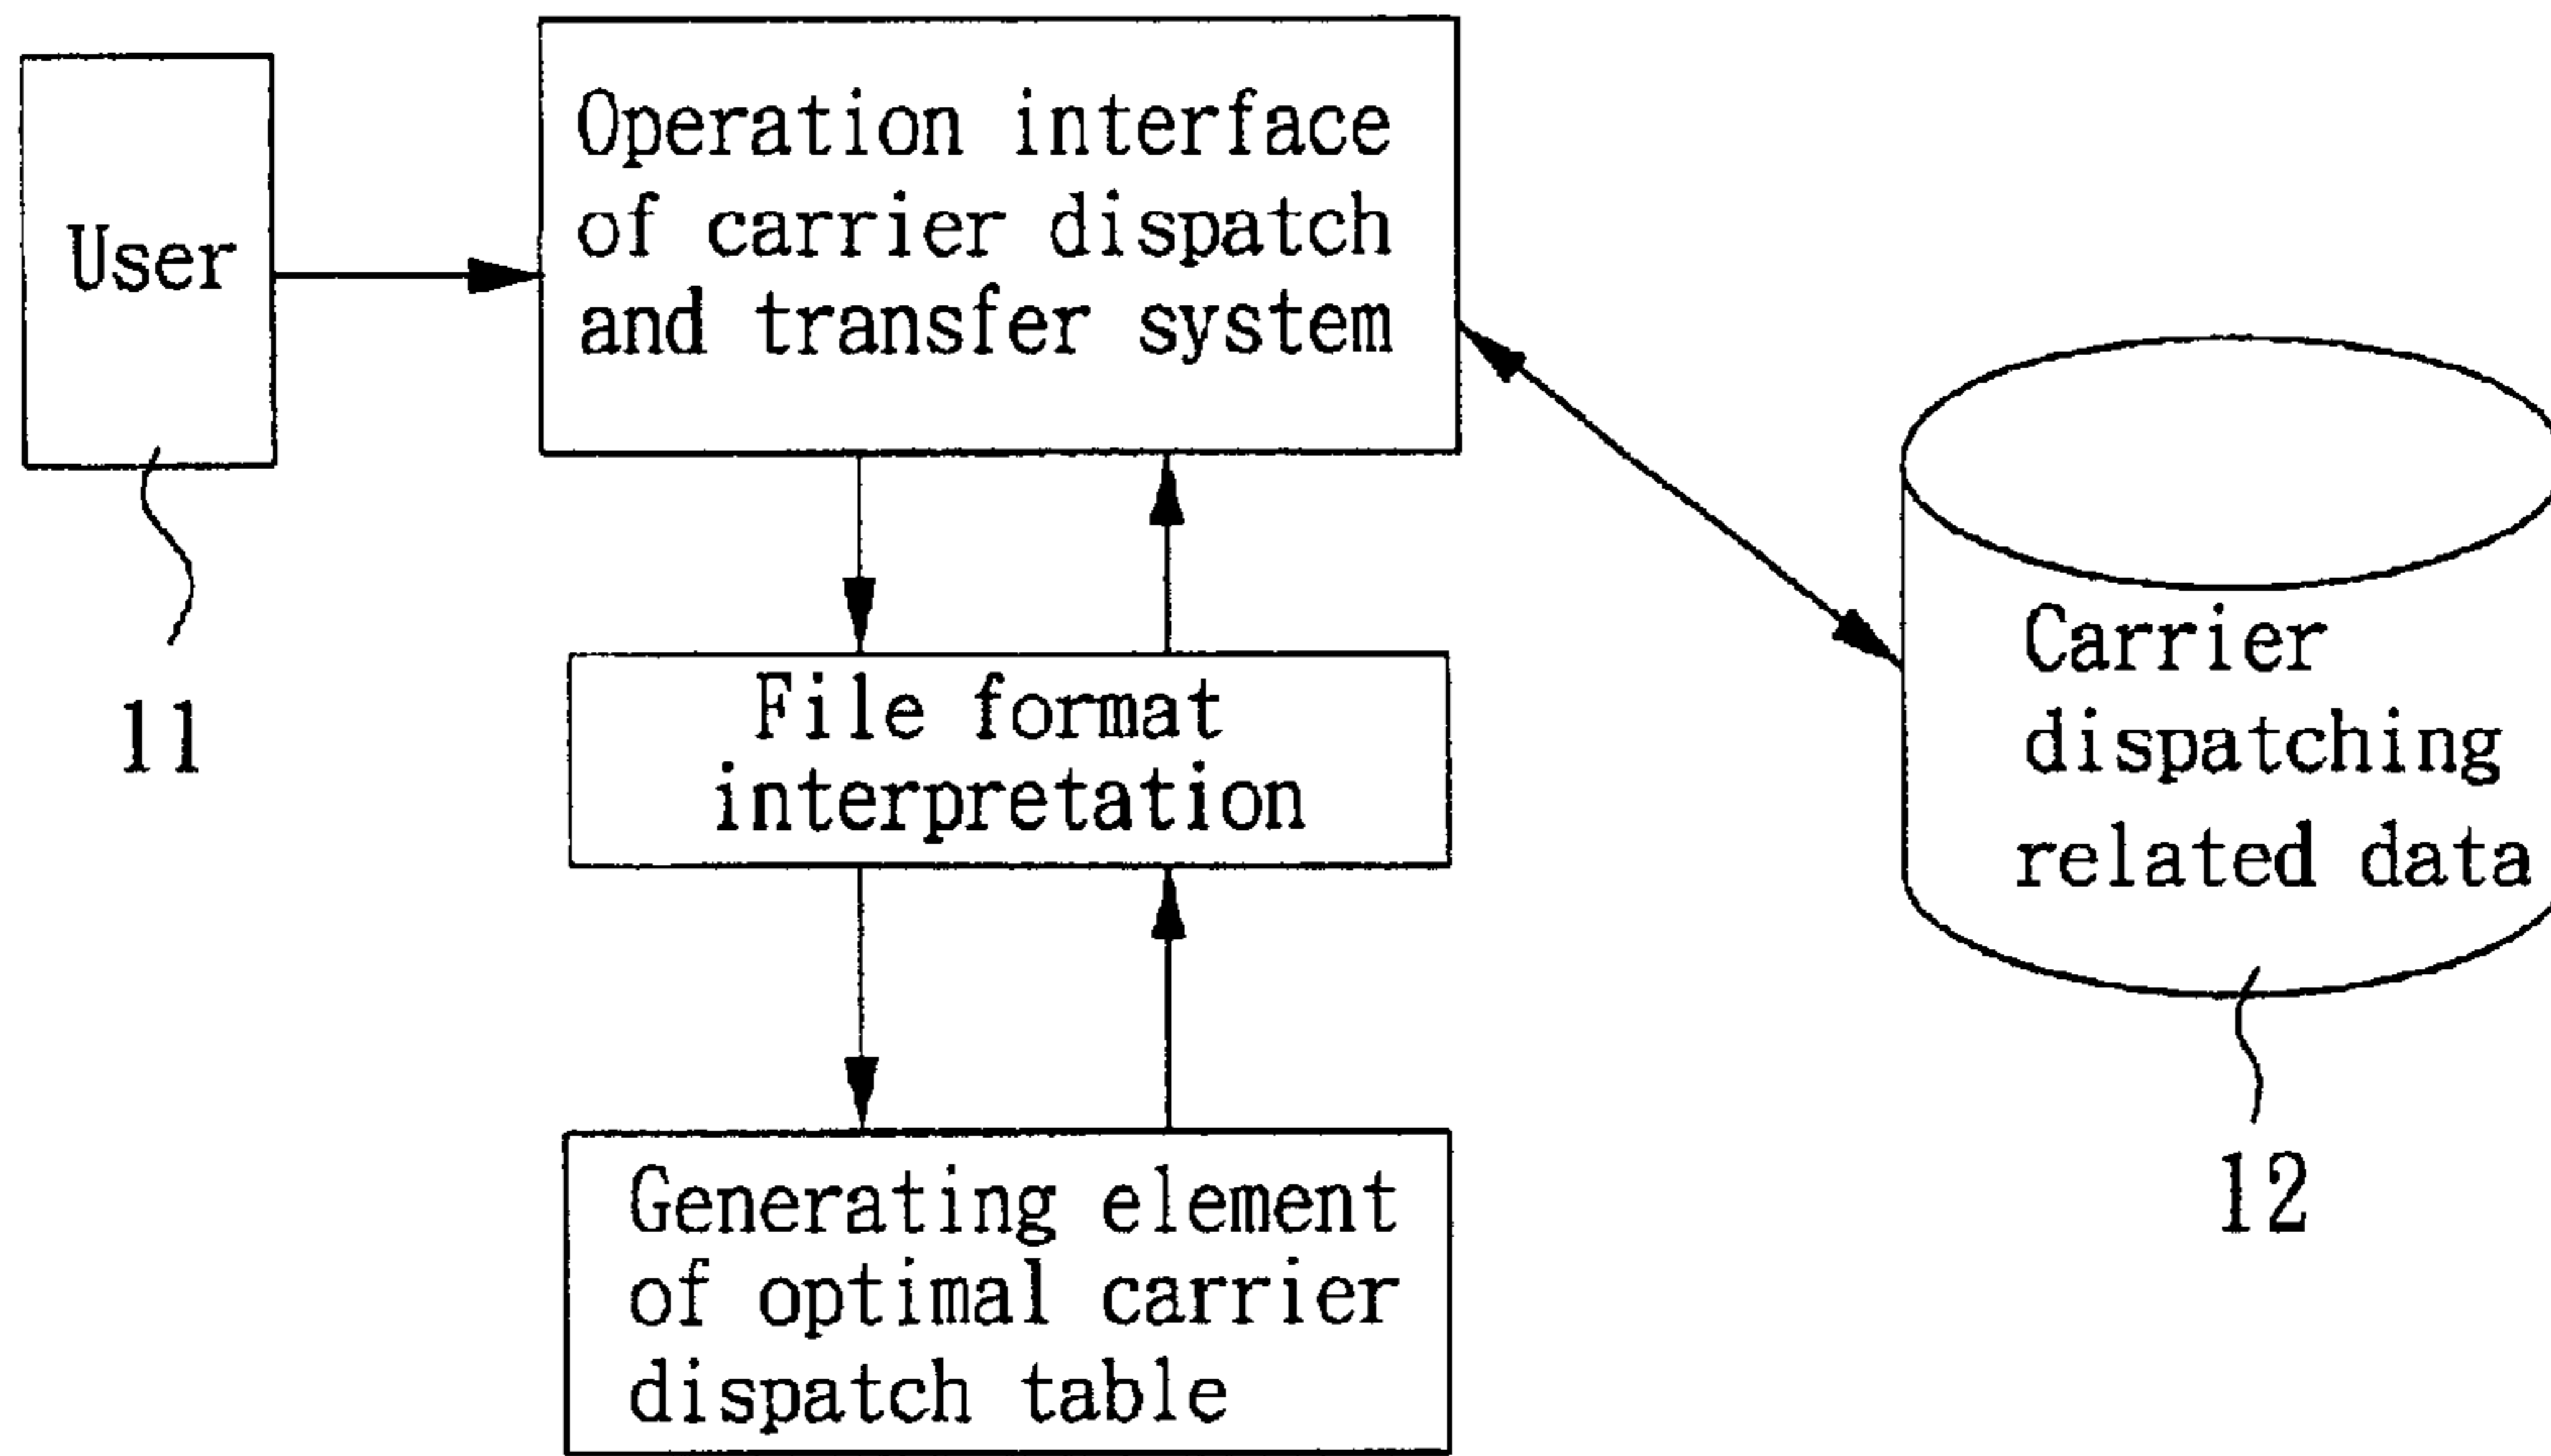 User
11
Operation interface
of carrier dispatch
and transfer system
File format
interpretation
Generating element
of optimal carrier
dispatch table
Carrier
dispatching
related data
12